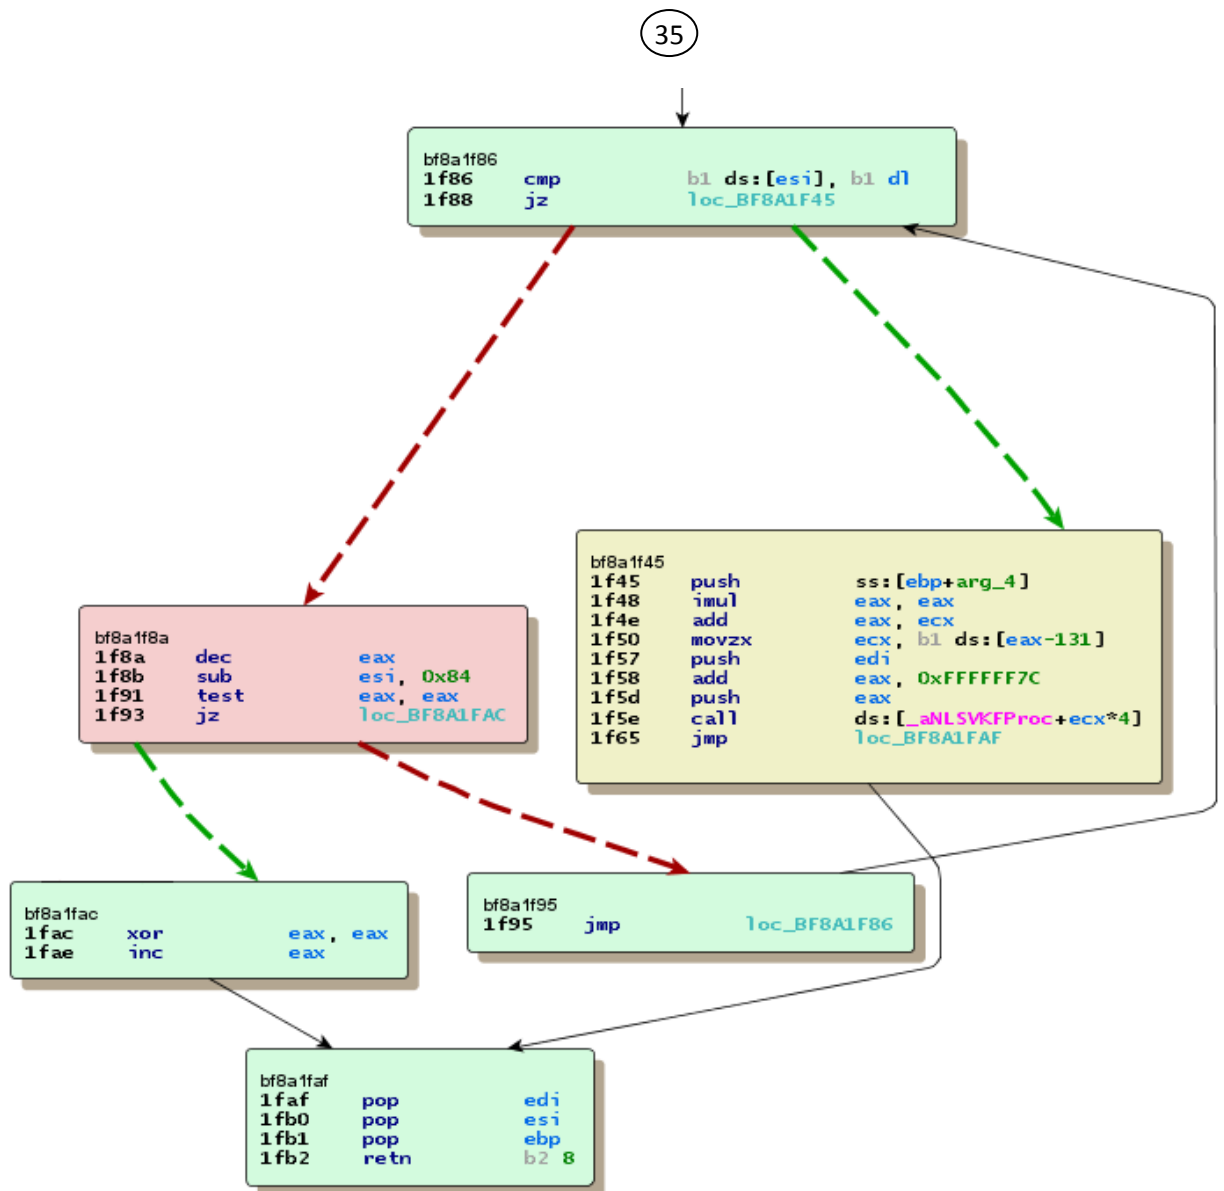 35
bf8a1f86
1f86 cmp b1 ds:[esi], b1 dl
1f88 jz loc_BF8A1F45
bf8a1f45
1f45 push ss:[ebp+arg_4]
1f48 imul eax, eax
1f4e add eax, ecx
1f50 movzx ecx, b1 ds:[eax-131]
1f57 push edi
1f58 add eax, 0xFFFFFF7C
1f5d push eax
1f5e call ds:[_aNLSVKFProc+ecx*4]
1f65 jmp loc_BF8A1FAF
bf8a1f8a
1f8a dec eax
1f8b sub esi, 0x84
1f91 test eax, eax
1f93 jz loc_BF8A1FAC
bf8a1fac
1fac xor eax, eax
1fae inc eax
bf8a1f95
1f95 jmp loc_BF8A1F86
bf8a1faf
1faf pop edi
1fb0 pop esi
1fb1 pop ebp
1fb2 retn b2 8